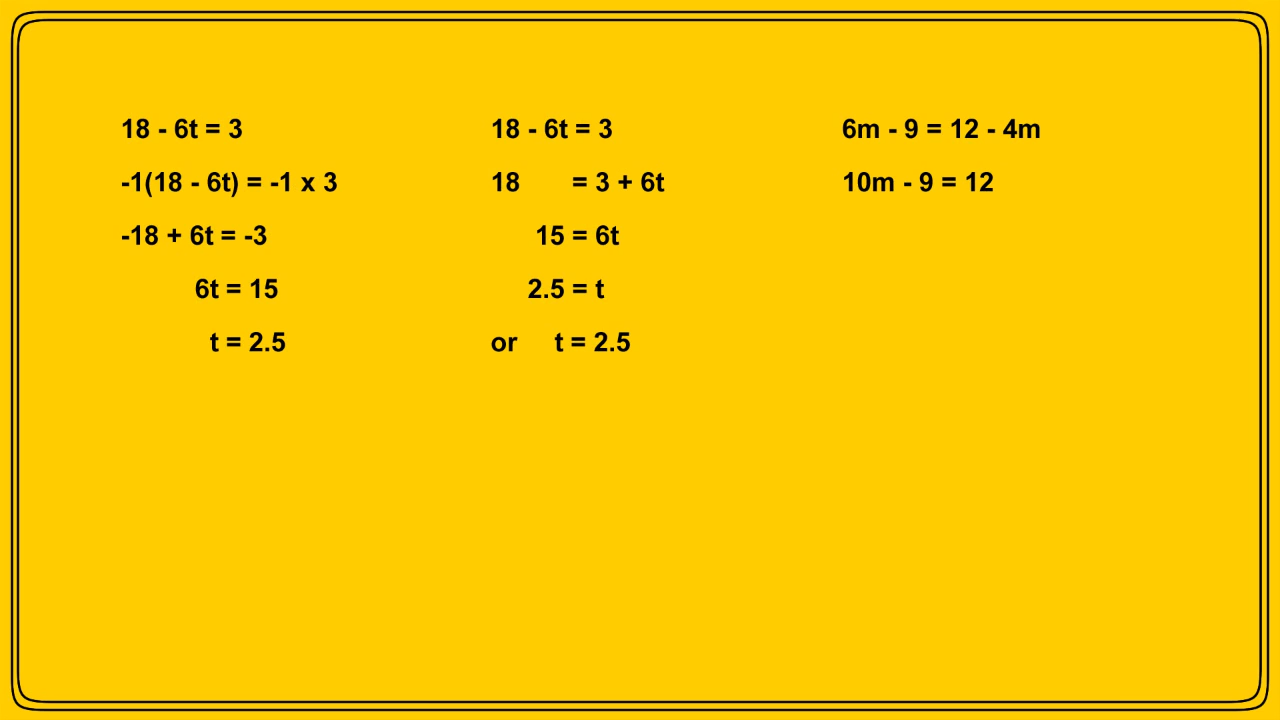 18 - 6t = 3
-1(18 - 6t) = -1 x 3
-18 + 6t = -3
6t = 15
t = 2.5
18 - 6t = 3
18 = 3 + 6t
15 = 6t
2.5 = t
or t = 2.5
6m - 9 = 12 - 4m
10m - 9 = 12